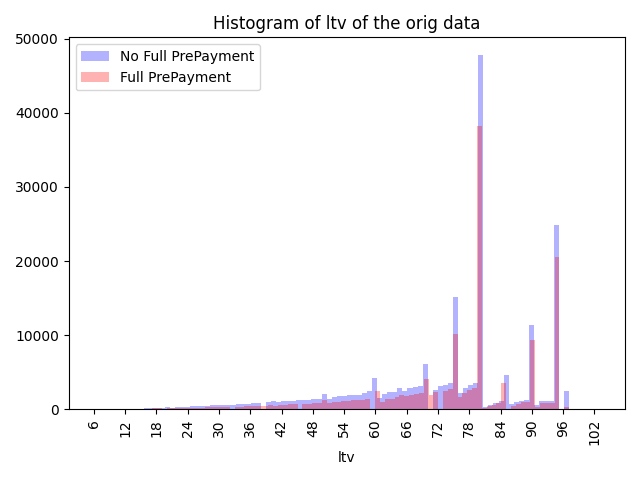 Histogram of ltv of the orig data
No Full PrePayment
Full PrePayment
50000
40000
30000
20000
10000
0
6 12 18 24 30 36 42 48 54 60 66 72 78 84 90 96 102
ltv